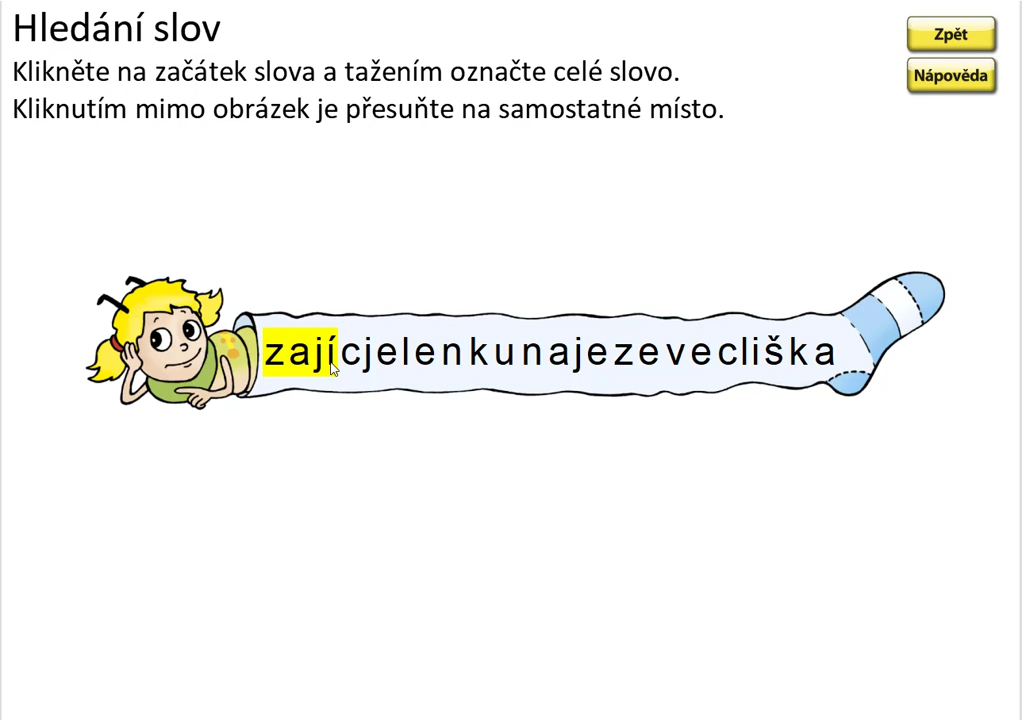 Hledání slov
Zpět
Klikněte na začátek slova a tažením označte celé slovo.
Nápověda
Kliknutím mimo obrázek je přesuňte na samostatné místo.
zajícjelenkunajezevecliška